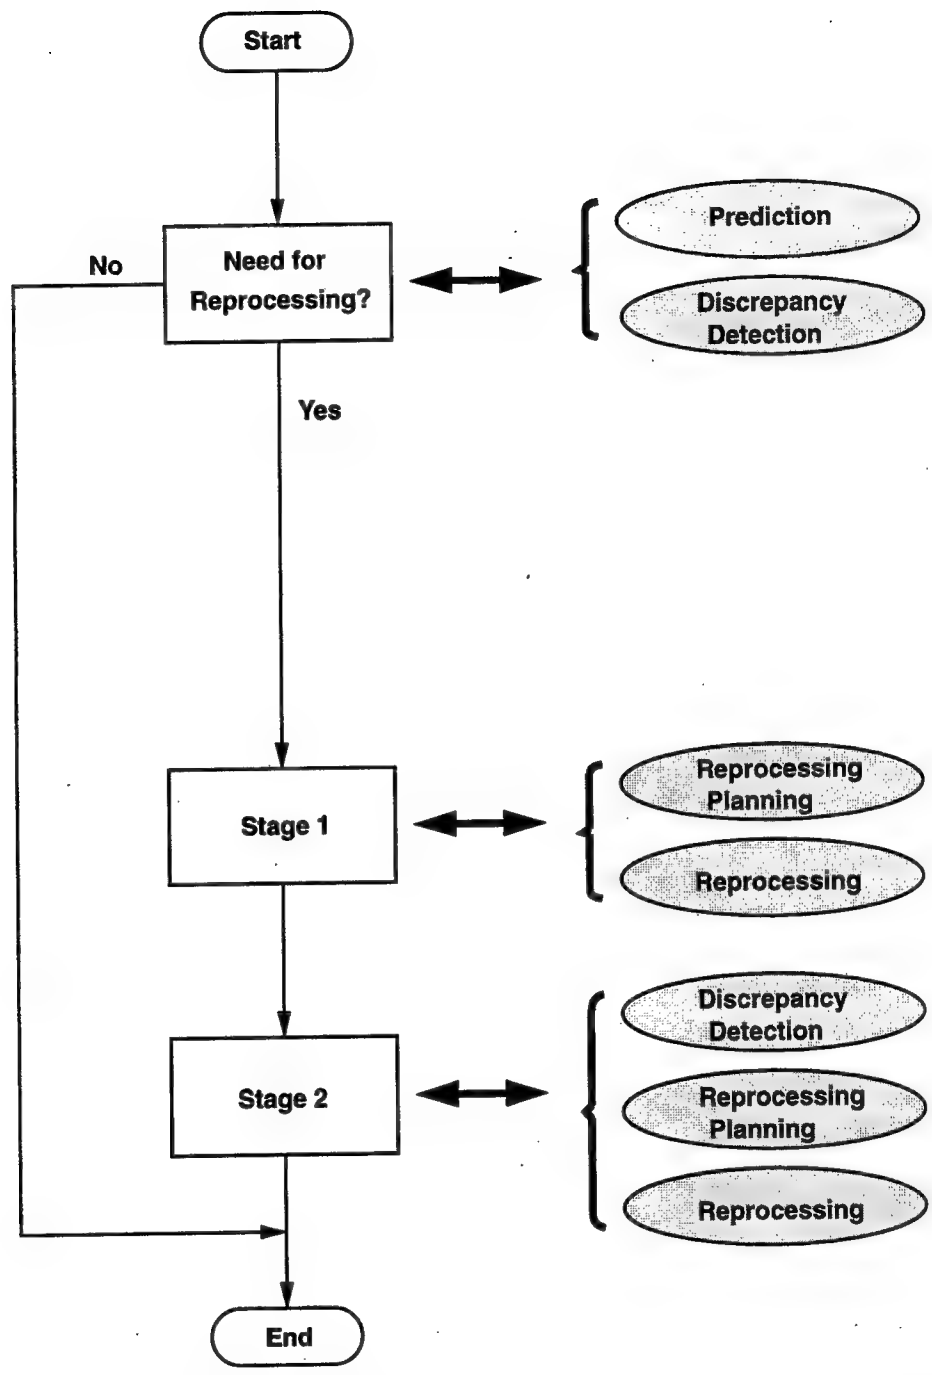 Start
Need for
Reprocessing?
No
Yes
Prediction
Discrepancy
Detection
Stage 1
Reprocessing
Planning
Reprocessing
Stage 2
Discrepancy
Detection
Reprocessing
Planning
Reprocessing
End